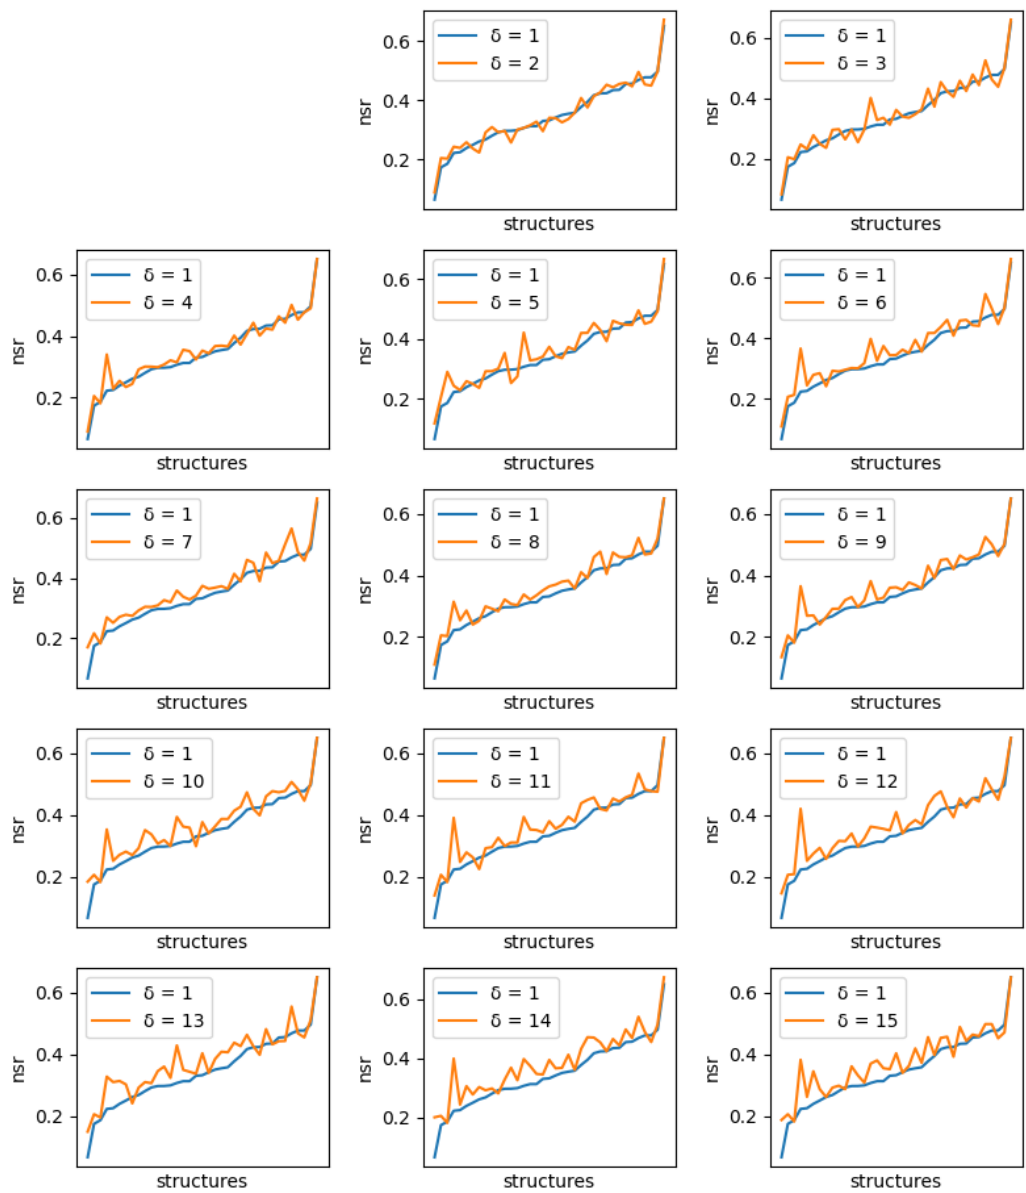 δ = 1
δ = 2
0.6
0.4
0.2
nsr
structures
δ = 1
δ = 3
0.6
0.4
0.2
nsr
structures
δ = 1
δ = 4
0.6
0.4
0.2
nsr
structures
δ = 1
δ = 5
0.6
0.4
0.2
nsr
structures
δ = 1
δ = 6
0.6
0.4
0.2
nsr
structures
δ = 1
δ = 7
0.6
0.4
0.2
nsr
structures
δ = 1
δ = 8
0.6
0.4
0.2
nsr
structures
δ = 1
δ = 9
0.6
0.4
0.2
nsr
structures
δ = 1
δ = 10
0.6
0.4
0.2
nsr
structures
δ = 1
δ = 11
0.6
0.4
0.2
nsr
structures
δ = 1
δ = 12
0.6
0.4
0.2
nsr
structures
δ = 1
δ = 13
0.6
0.4
0.2
nsr
structures
δ = 1
δ = 14
0.6
0.4
0.2
nsr
structures
δ = 1
δ = 15
0.6
0.4
0.2
nsr
structures